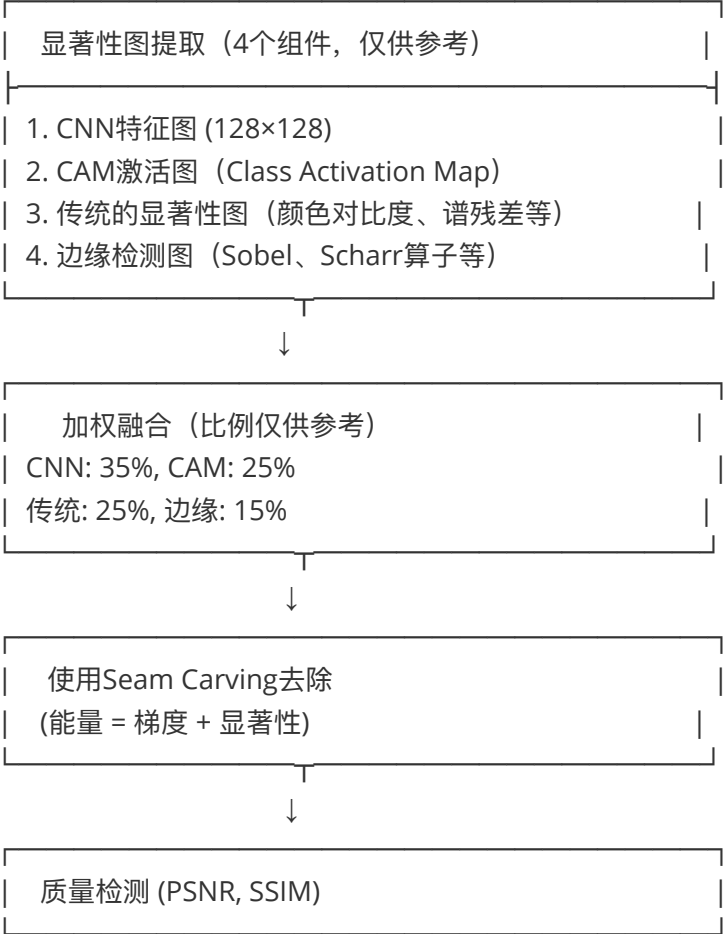 显著性图提取（4个组件，仅供参考）
1. CNN特征图 (128×128)
2. CAM激活图（Class Activation Map）
3. 传统的显著性图（颜色对比度、谱残差等）
4. 边缘检测图（Sobel、Scharr算子等）
↓
加权融合（比例仅供参考）
CNN: 35%, CAM: 25%
传统: 25%, 边缘: 15%
↓
使用Seam Carving去除
(能量 = 梯度 + 显著性)
↓
质量检测 (PSNR, SSIM)